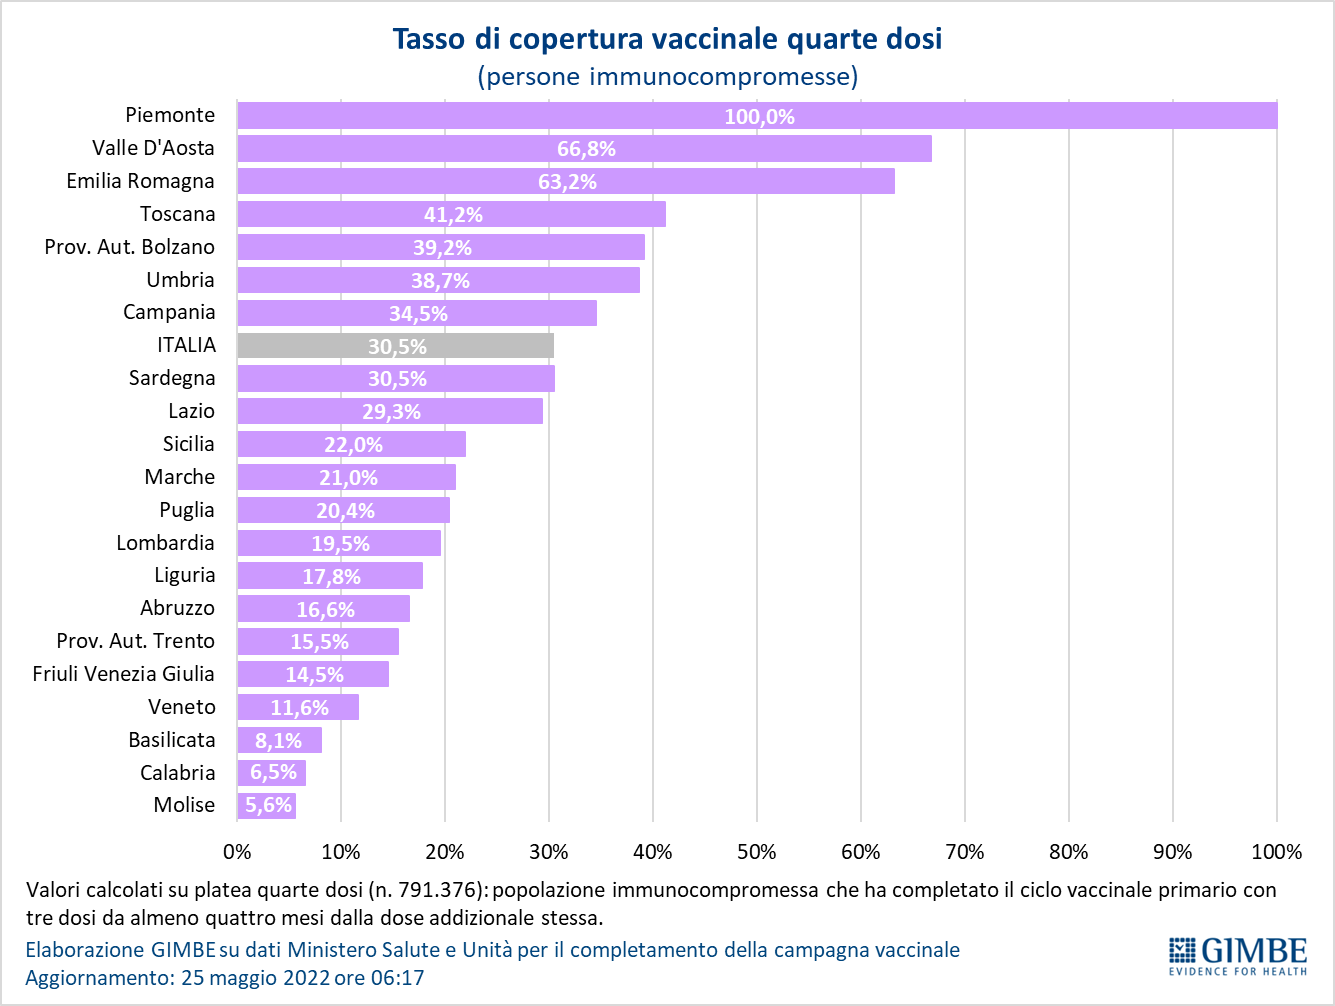 Tasso di copertura vaccinale quarte dosi
(persone immunocompromesse)
Piemonte 100,0%
Valle D'Aosta 66,8%
Emilia Romagna 63,2%
Toscana 41,2%
Prov. Aut. Bolzano 39,2%
Umbria 38,7%
Campania 34,5%
ITALIA 30,5%
Sardegna 30,5%
Lazio 29,3%
Sicilia 22,0%
Marche 21,0%
Puglia 20,4%
Lombardia 19,5%
Liguria 17,8%
Abruzzo 16,6%
Prov. Aut. Trento 15,5%
Friuli Venezia Giulia 14,5%
Veneto 11,6%
Basilicata 8,1%
Calabria 6,5%
Molise 5,6%
0% 10% 20% 30% 40% 50% 60% 70% 80% 90% 100%
Valori calcolati su platea quarte dosi (n. 791.376): popolazione immunocompromessa che ha completato il ciclo vaccinale primario con
tre dosi da almeno quattro mesi dalla dose addizionale stessa.
Elaborazione GIMBE su dati Ministero Salute e Unità per il completamento della campagna vaccinale
Aggiornamento: 25 maggio 2022 ore 06:17
GIMBE
EVIDENCE FOR HEALTH